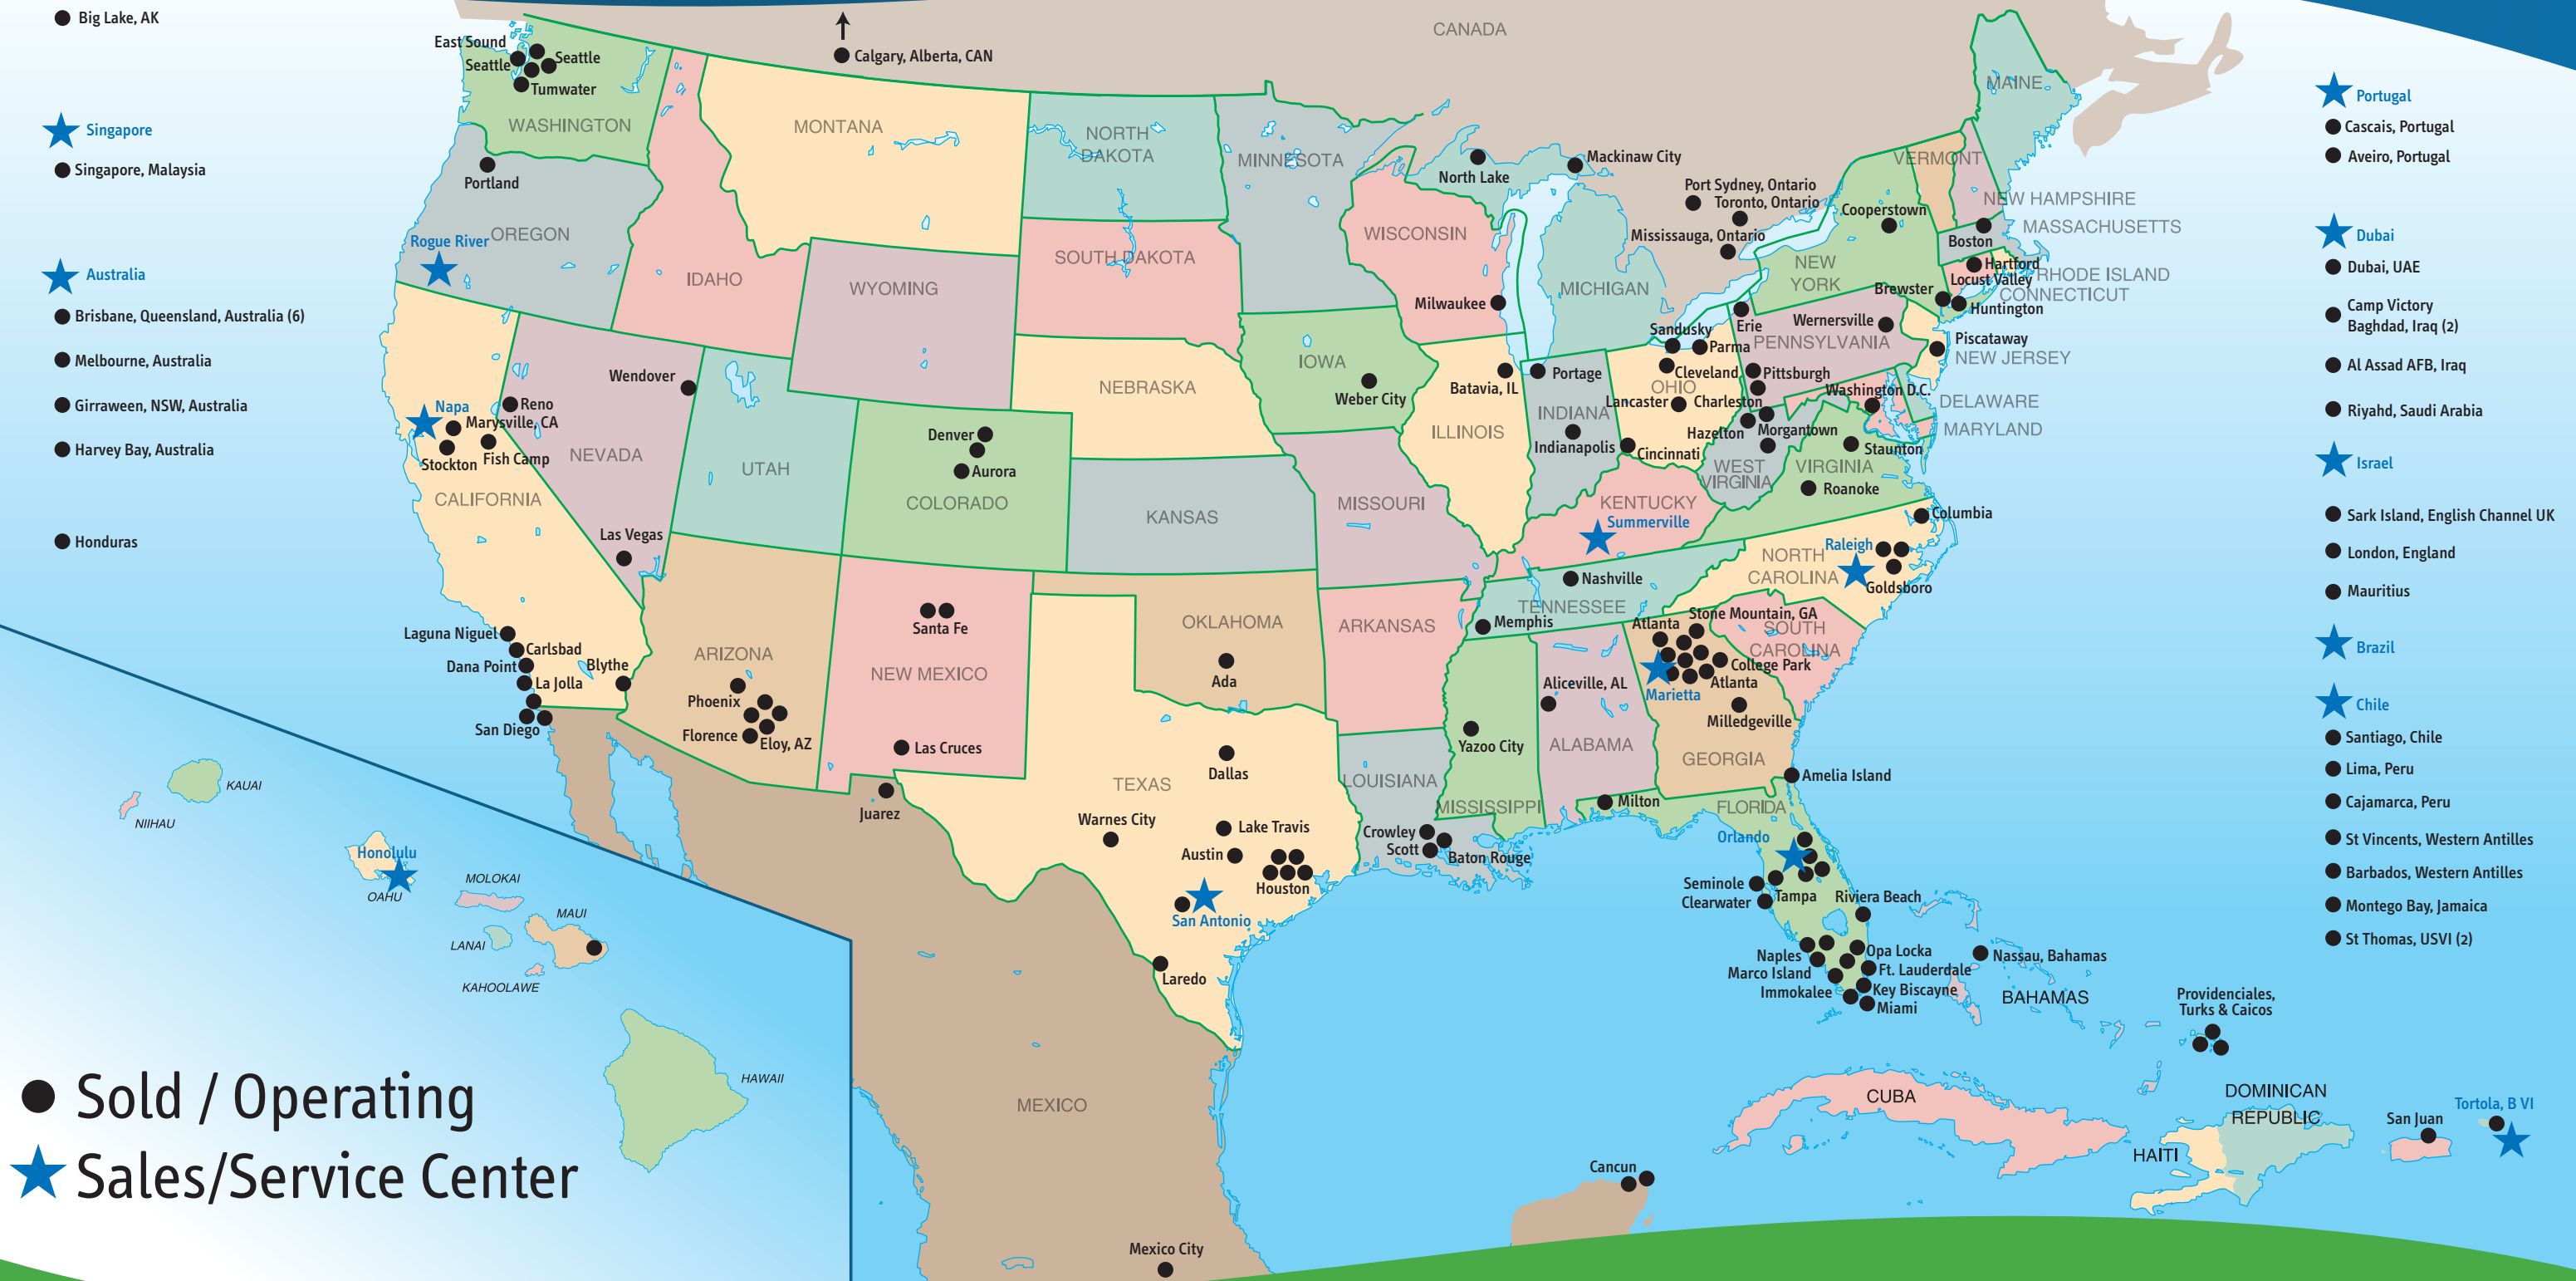 Big Lake, AK
Singapore
Singapore, Malaysia
Australia
Brisbane, Queensland, Australia (6)
Melbourne, Australia
Girraween, NSW, Australia
Harvey Bay, Australia
Honduras
Calgary, Alberta, CAN
CANADA
East Sound
Seattle
Seattle
Tumwater
WASHINGTON
Portland
OREGON
Rogue River
MONTANA
IDAHO
WYOMING
NORTH
DAKOTA
SOUTH DAKOTA
MINNESOTA
WISCONSIN
Milwaukee
North Lake
Mackinaw City
MICHIGAN
Port Sydney, Ontario
Toronto, Ontario
Mississauga, Ontario
MAINE
VERMONT
NEW HAMPSHIRE
MASSACHUSETTS
Cooperstown
Boston
Hartford
Locust Valley
RHODE ISLAND
CONNECTICUT
NEW
YORK
Brewster
Huntington
Erie
Wernersville
PENNSYLVANIA
Piscataway
NEW JERSEY
Pittsburgh
Washington D.C.
DELAWARE
MARYLAND
Sandusky
Parma
Cleveland
OHIO
Lancaster
Charleston
Hazelton
Morgantown
Cincinnati
WEST
VIRGINIA
VIRGINIA
Staunton
Roanoke
Napa
Marysville, CA
Stockton
Fish Camp
CALIFORNIA
Reno
Wendover
NEVADA
Las Vegas
UTAH
Denver
Aurora
COLORADO
NEBRASKA
KANSAS
IOWA
Weber City
MISSOURI
Batavia, IL
ILLINOIS
Portage
INDIANA
Indianapolis
KENTUCKY
Summerville
Nashville
TENNESSEE
Memphis
Columbia
Raleigh
NORTH
CAROLINA
Goldsboro
SOUTH
CAROLINA
Stone Mountain, GA
Atlanta
College Park
Atlanta
Marietta
Milledgeville
GEORGIA
Aliceville, AL
ALABAMA
Yazoo City
MISSISSIPPI
ARKANSAS
LOUISIANA
Crowley
Scott
Baton Rouge
OKLAHOMA
Ada
Santa Fe
NEW MEXICO
Las Cruces
Juarez
ARIZONA
Phoenix
Florence
Eloy, AZ
Laguna Niguel
Carlsbad
Dana Point
La Jolla
Blythe
San Diego
TEXAS
Dallas
Warnes City
Lake Travis
Austin
Houston
San Antonio
Laredo
Milton
FLORIDA
Amelia Island
Orlando
Seminole
Clearwater
Tampa
Riviera Beach
Naples
Marco Island
Immokalee
Opa Locka
Ft. Lauderdale
Key Biscayne
Miami
Nassau, Bahamas
BAHAMAS
Providenciales,
Turks & Caicos
CUBA
DOMINICAN
REPUBLIC
HAITI
San Juan
Tortola, B VI
Cancun
MEXICO
Mexico City
KAUAI
NIIHAU
Honolulu
OAHU
MOLOKAI
MAUI
LANAI
KAHOOLAWE
HAWAII
Sold / Operating
Sales/Service Center
Portugal
Cascais, Portugal
Aveiro, Portugal
Dubai
Dubai, UAE
Camp Victory
Baghdad, Iraq (2)
Al Assad AFB, Iraq
Riyahd, Saudi Arabia
Israel
Sark Island, English Channel UK
London, England
Mauritius
Brazil
Chile
Santiago, Chile
Lima, Peru
Cajamarca, Peru
St Vincents, Western Antilles
Barbados, Western Antilles
Montego Bay, Jamaica
St Thomas, USVI (2)